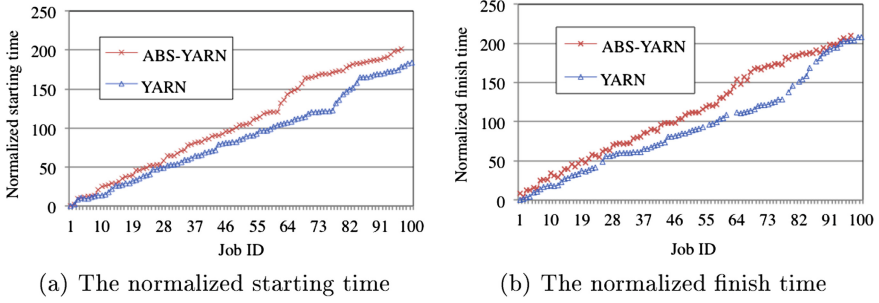 250
200
150
100
50
0
Normalized starting time
ABS-YARN
YARN
1 10 19 28 37 46 55 64 73 82 91 100
Job ID
(a) The normalized starting time
250
200
150
100
50
0
Normalized finish time
ABS-YARN
YARN
1 10 19 28 37 46 55 64 73 82 91 100
Job ID
(b) The normalized finish time